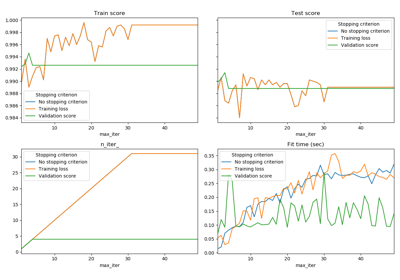 Train score
Test score
1.000
0.998
0.996
0.994
0.992
0.990
0.988
0.986
0.984
Stopping criterion
No stopping criterion
Training loss
Validation score
Stopping criterion
No stopping criterion
Training loss
Validation score
10 20 30 40
10 20 30 40
max_iter
max_iter
n_iter_
Fit time (sec)
30
25
20
15
10
5
0
Stopping criterion
No stopping criterion
Training loss
Validation score
0.35
0.30
0.25
0.20
0.15
0.10
0.05
0.00
Stopping criterion
No stopping criterion
Training loss
Validation score
10 20 30 40
10 20 30 40
max_iter
max_iter